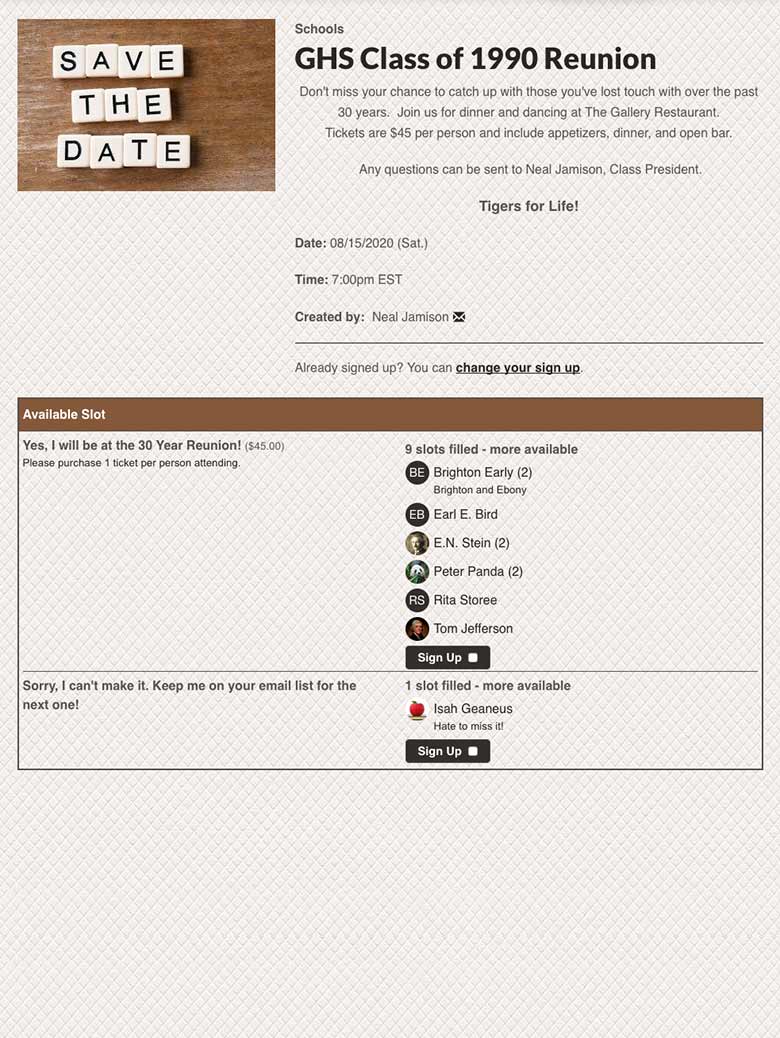 SAVE
THE
DATE
Schools
GHS Class of 1990 Reunion
Don't miss your chance to catch up with those you've lost touch with over the past
30 years. Join us for dinner and dancing at The Gallery Restaurant.
Tickets are $45 per person and include appetizers, dinner, and open bar.
Any questions can be sent to Neal Jamison, Class President.
Tigers for Life!
Date: 08/15/2020 (Sat.)
Time: 7:00pm EST
Created by: Neal Jamison
Already signed up? You can change your sign up.
Available Slot
Yes, I will be at the 30 Year Reunion! ($45.00)
Please purchase 1 ticket per person attending.
9 slots filled - more available
BE Brighton Early (2)
Brighton and Ebony
EB Earl E. Bird
E.N. Stein (2)
Peter Panda (2)
RS Rita Storee
Tom Jefferson
Sign Up
Sorry, I can't make it. Keep me on your email list for the
next one!
1 slot filled - more available
Isah Geaneus
Hate to miss it!
Sign Up